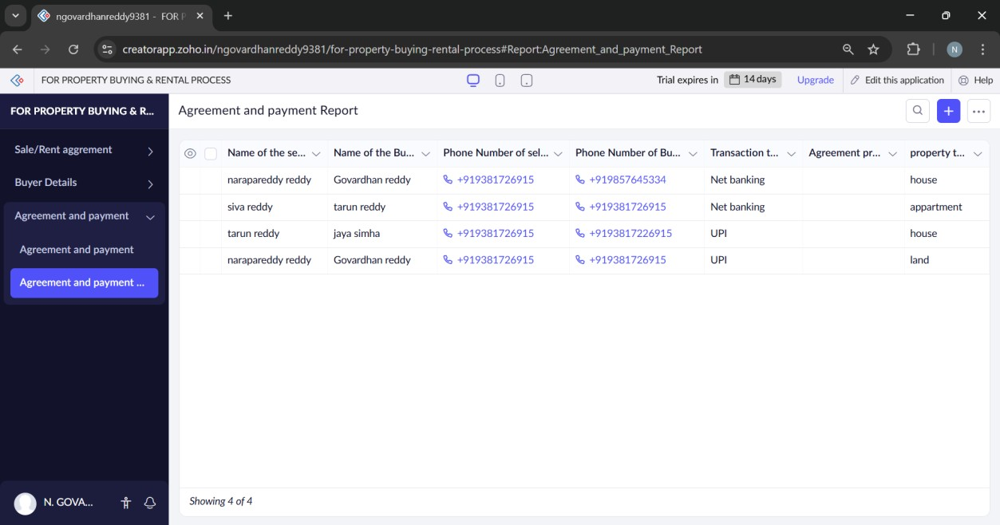 ngovardhanreddy9381 - FOR P
creatorapp.zoho.in/ngovardhanreddy9381/for-property-buying-rental-process#Report:Agreement_and_payment_Report
N
FOR PROPERTY BUYING & RENTAL PROCESS
Trial expires in 14 days Upgrade Edit this application Help
FOR PROPERTY BUYING & R...
Sale/Rent aggrement
Buyer Details
Agreement and payment
Agreement and payment
Agreement and payment ...
N. GOVA...
Agreement and payment Report
Name of the se... Name of the Bu... Phone Number of sel... Phone Number of Bu... Transaction t... Agreement pr... property t...
narapareddy reddy Govardhan reddy +919381726915 +919857645334 Net banking house
siva reddy tarun reddy +919381726915 +919381726915 Net banking appartment
tarun reddy jaya simha +919381726915 +9193817226915 UPI house
narapareddy reddy Govardhan reddy +919381726915 +919381726915 UPI land
Showing 4 of 4